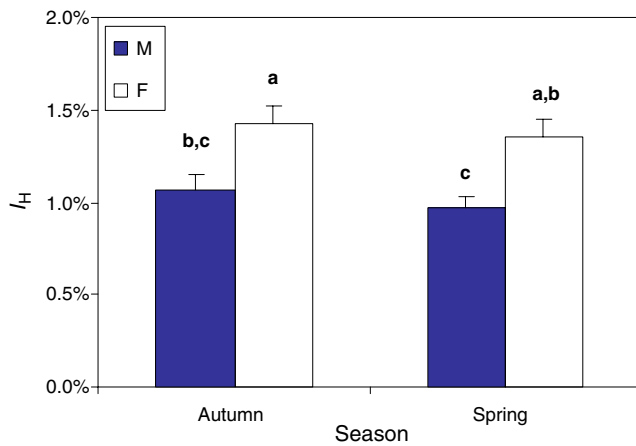 2.0%
M
F
a
1.5%
a,b
b,c
c
1.0%
I_H
0.5%
0.0%
Autumn
Spring
Season